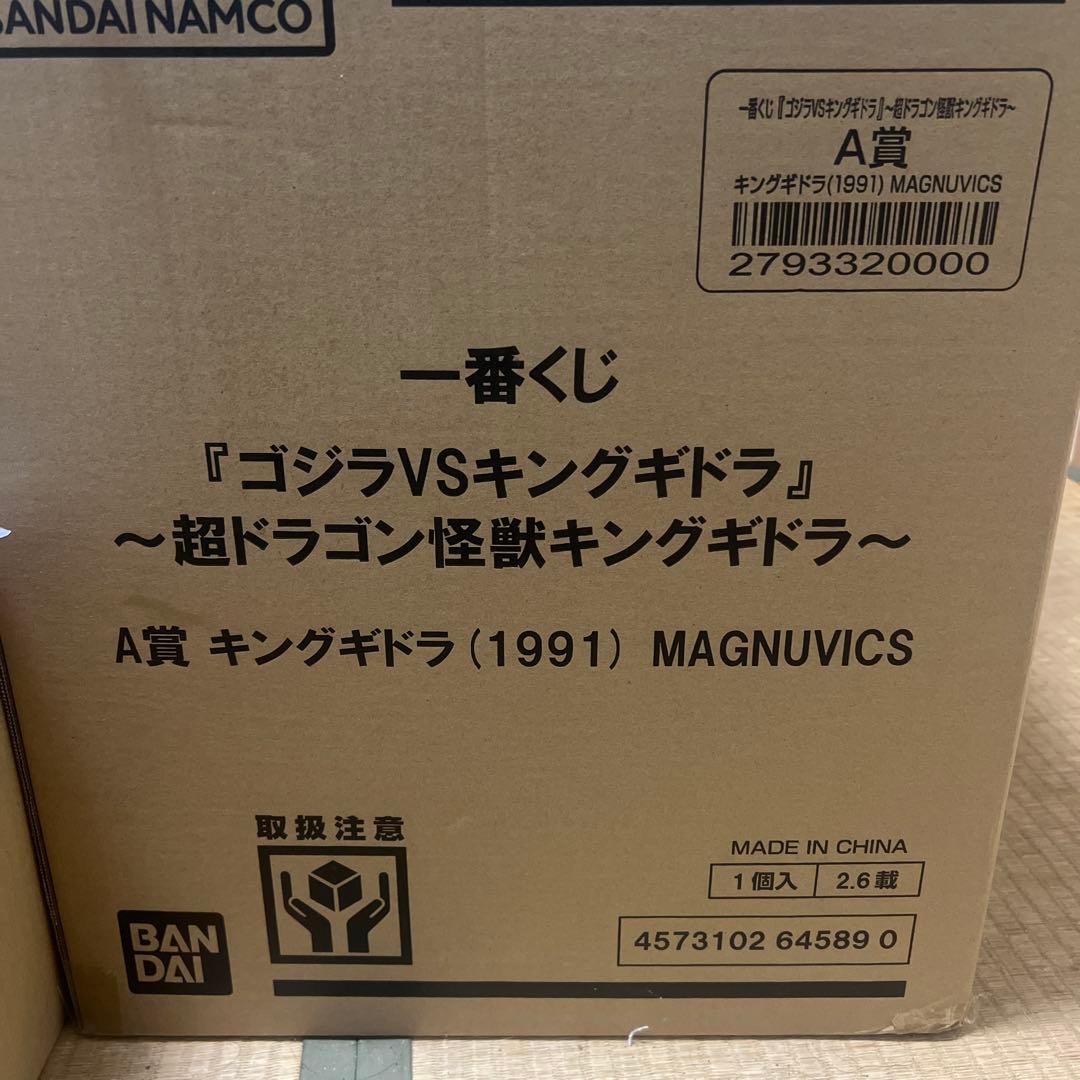 BANDAI NAMCO
一番くじ『ゴジラVSキングギドラ』~超ドラゴン怪獣キングギドラ~
A賞
キングギドラ(1991) MAGNUVICS
2793320000
一番くじ
『ゴジラVSキングギドラ』
~超ドラゴン怪獣キングギドラ~
A賞 キングギドラ(1991) MAGNUVICS
取扱注意
MADE IN CHINA
1個入 2.6載
BAN
DAI
4573102 64589 0